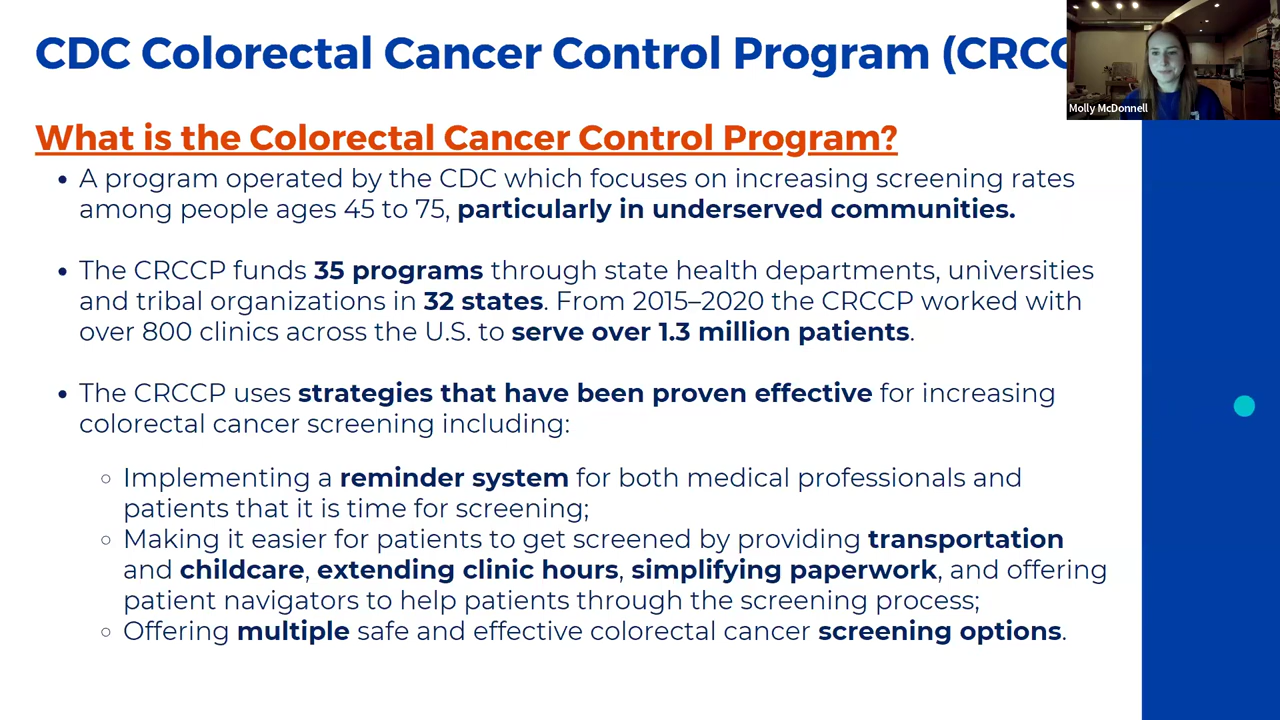 CDC Colorectal Cancer Control Program (CRCC
Molly McDonnell
What is the Colorectal Cancer Control Program?
• A program operated by the CDC which focuses on increasing screening rates
among people ages 45 to 75, particularly in underserved communities.
• The CRCCP funds 35 programs through state health departments, universities
and tribal organizations in 32 states. From 2015–2020 the CRCCP worked with
over 800 clinics across the U.S. to serve over 1.3 million patients.
• The CRCCP uses strategies that have been proven effective for increasing
colorectal cancer screening including:
◦ Implementing a reminder system for both medical professionals and
patients that it is time for screening;
◦ Making it easier for patients to get screened by providing transportation
and childcare, extending clinic hours, simplifying paperwork, and offering
patient navigators to help patients through the screening process;
◦ Offering multiple safe and effective colorectal cancer screening options.